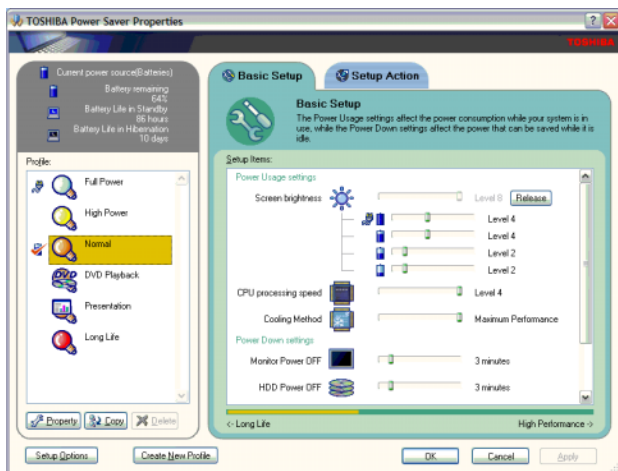 TOSHIBA Power Saver Properties
TOSHIBA
Current power source(Batteries)
Battery remaining
64%
Battery Life in Standby
86 hours
Battery Life in Hibernation
10 days
Profile:
Full Power
High Power
Normal
DVD
DVD Playback
Presentation
Long Life
Property
Copy
Delete
Setup Options
Create New Profile
Basic Setup
Setup Action
Basic Setup
The Power Usage settings affect the power consumption while your system is in
use, while the Power Down settings affect the power that can be saved while it is
idle.
Setup Items:
Power Usage settings
Screen brightness
Level 8
Release
Level 4
Level 4
Level 2
Level 2
CPU processing speed
Level 4
Cooling Method
Maximum Performance
Power Down settings
Monitor Power OFF
3 minutes
HDD Power OFF
3 minutes
<- Long Life
High Performance ->
OK
Cancel
Apply